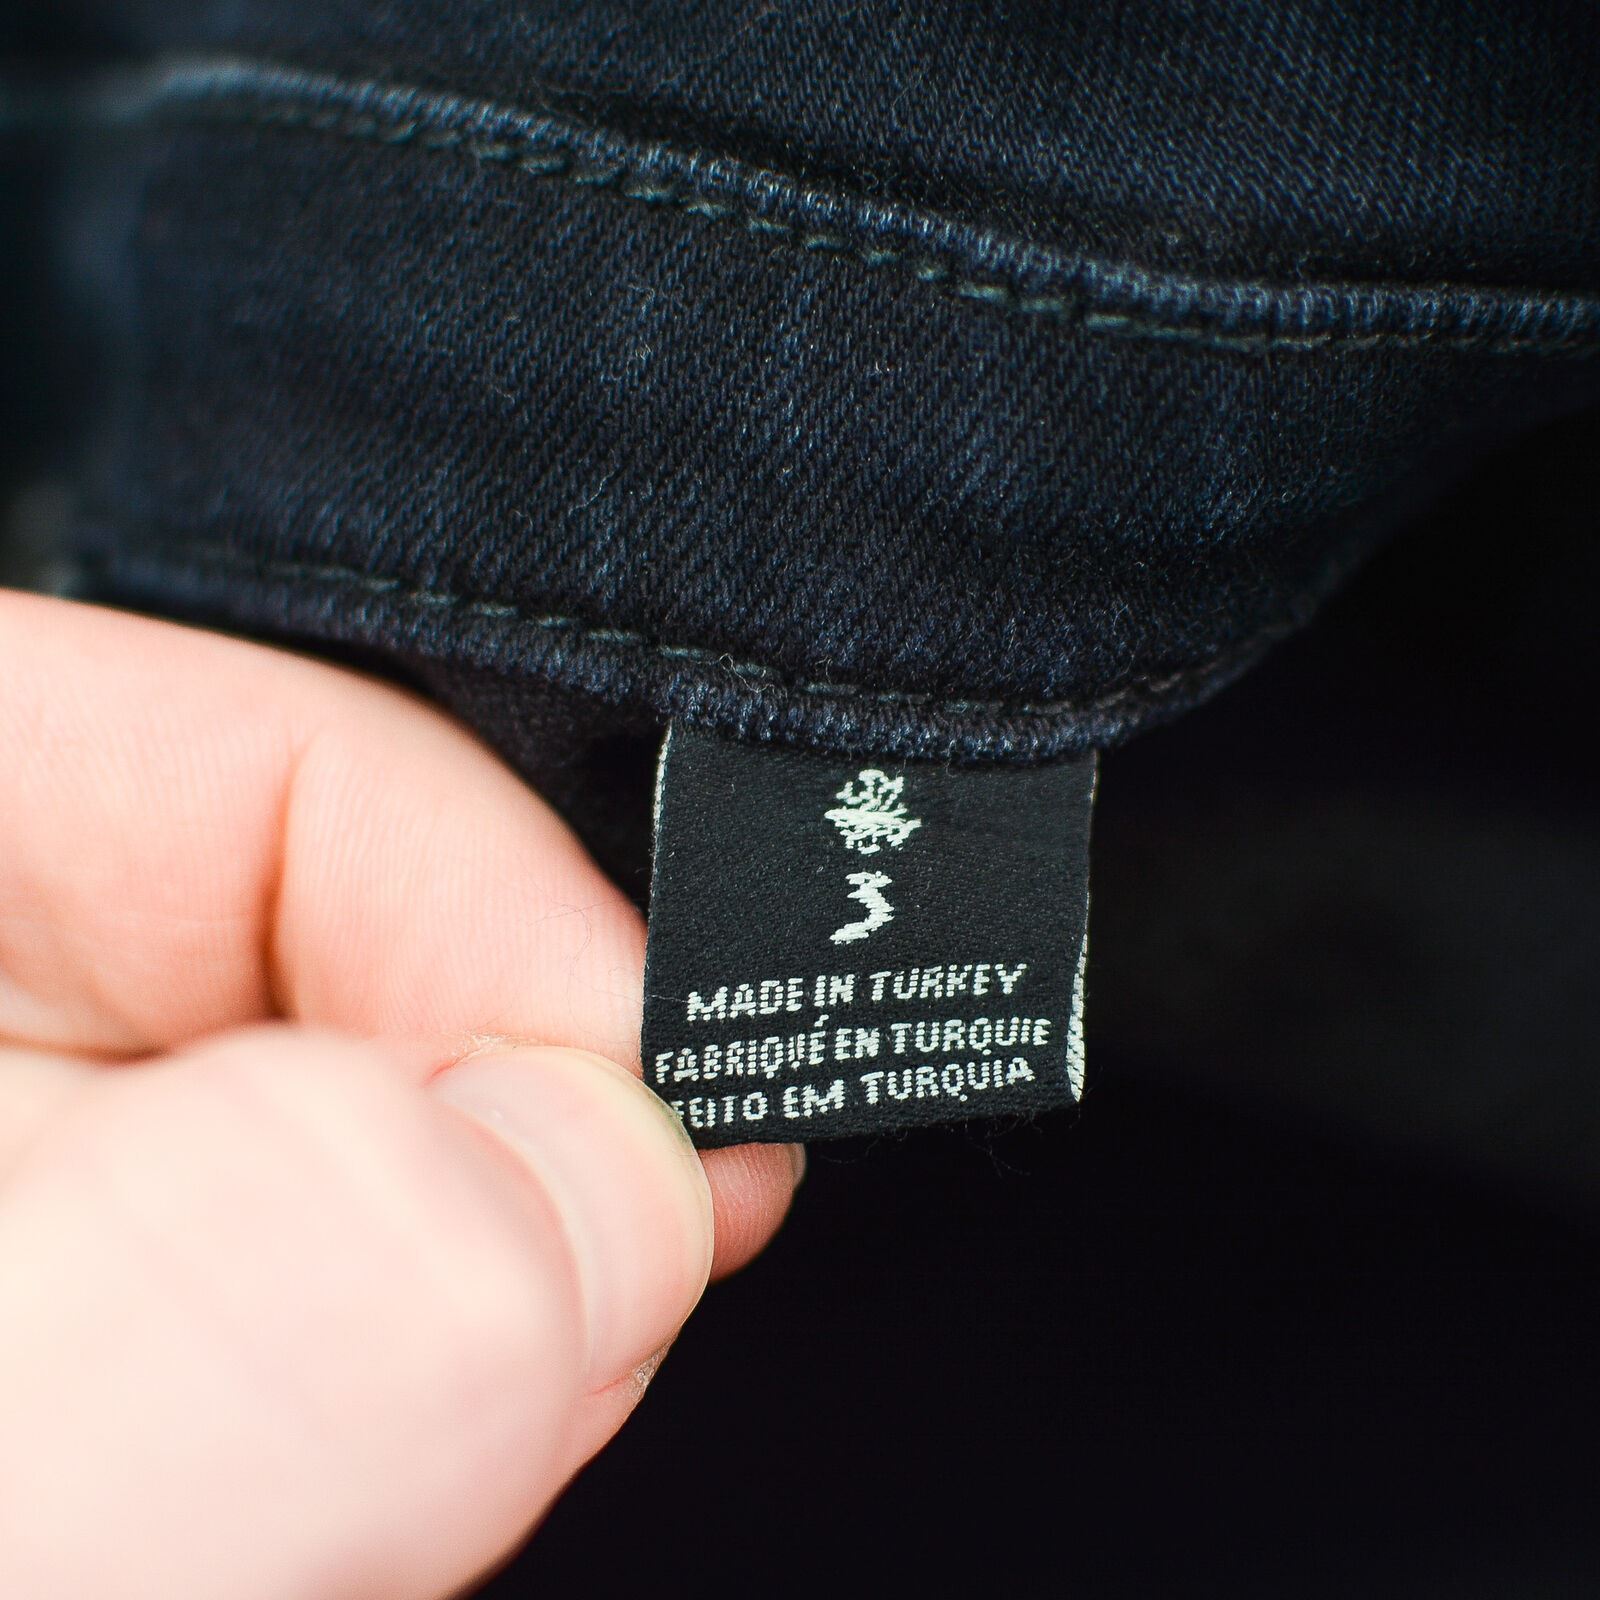 3
MADE IN TURKEY
FABRIQUÉ EN TURQUIE
FEITO EM TURQUIA